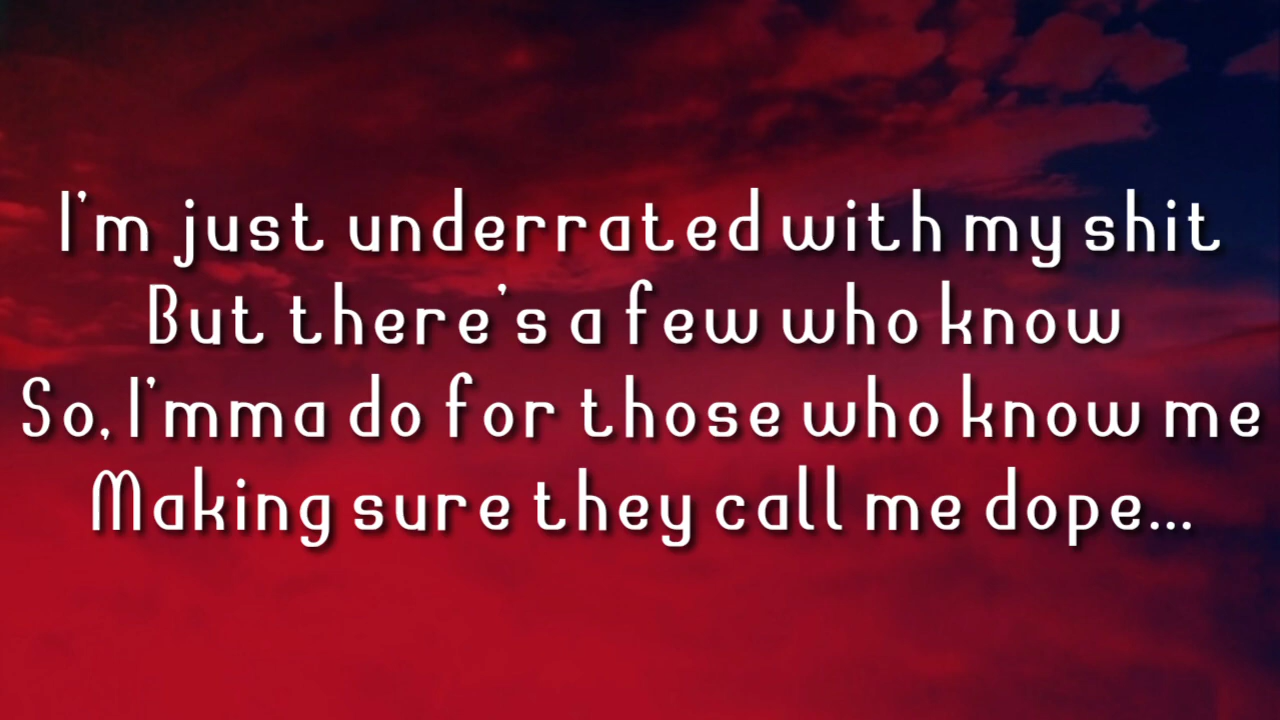 I'm just underrated with my shit
But there's a few who know
So, I'mma do for those who know me
Making sure they call me dope...